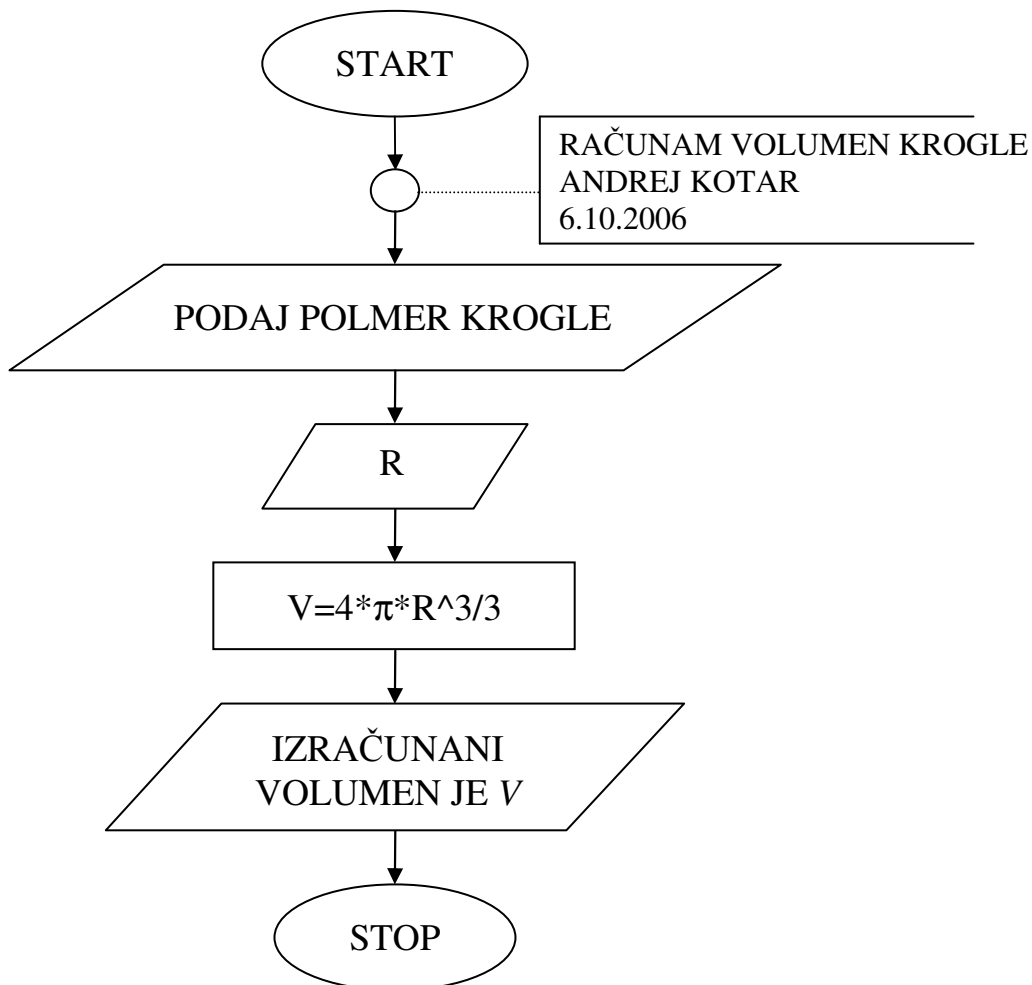 START
RAČUNAM VOLUMEN KROGLE
ANDREJ KOTAR
6.10.2006
PODAJ POLMER KROGLE
R
V=4*π*R^3/3
IZRAČUNANI
VOLUMEN JE V
STOP